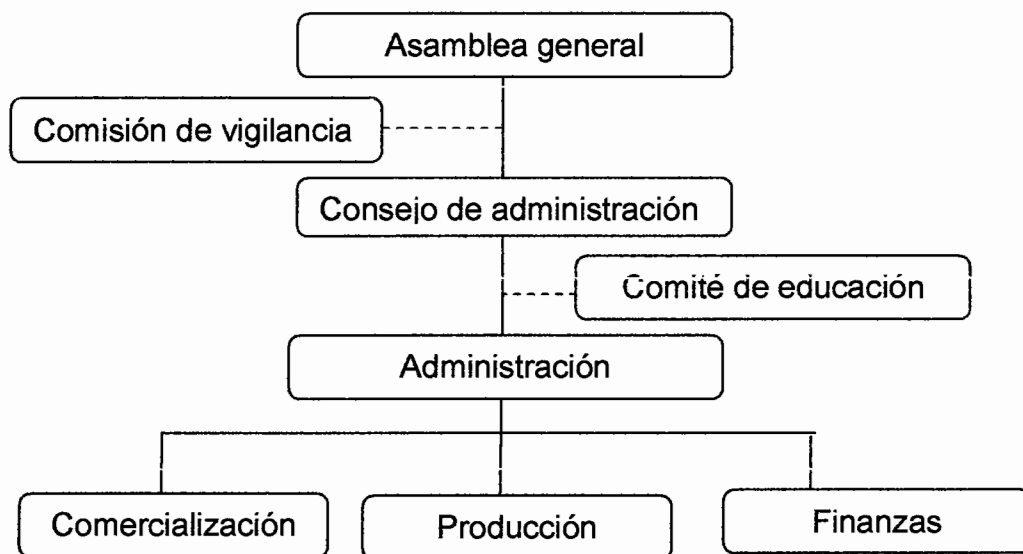 Asamblea general
Comisión de vigilancia
Consejo de administración
Comité de educación
Administración
Comercialización
Producción
Finanzas